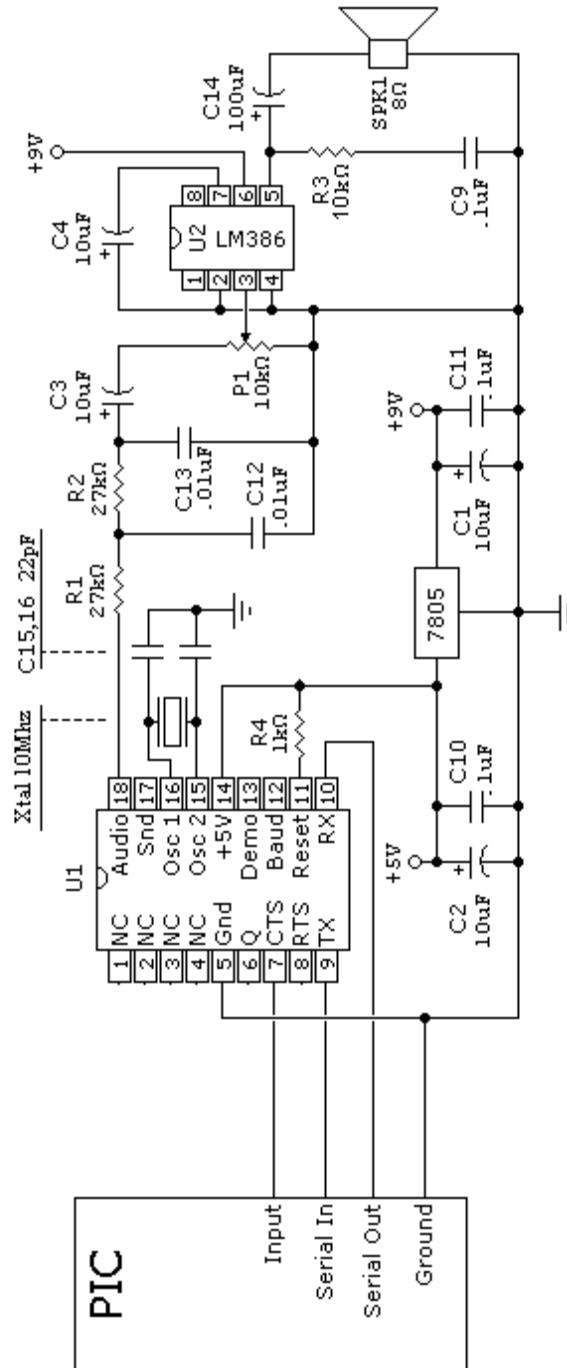 PIC
Input
Serial In
Serial Out
Ground
U1
1 NC
2 NC
3 NC
4 NC
5 Gnd
6 Q
7 CTS
8 RTS
9 TX
18 Audio
17 Snd
16 Osc 1
15 Osc 2
14 +5V
13 Demo
12 Baud
11 Reset
10 RX
Xtal 10Mhz
C15,16 22pF
R1
27kΩ
R2
27kΩ
C12
.01uF
C13
.01uF
C3
10uF
P1
10kΩ
C4
10uF
+
+
U2 LM386
1
2
3
4
8
7
6
5
+9V
C14
100uF
+
SPK1
8Ω
R3
10kΩ
C9
.1uF
R4
1kΩ
+5V
C2
10uF
+
C10
.1uF
7805
+9V
C1
10uF
+
C11
.1uF